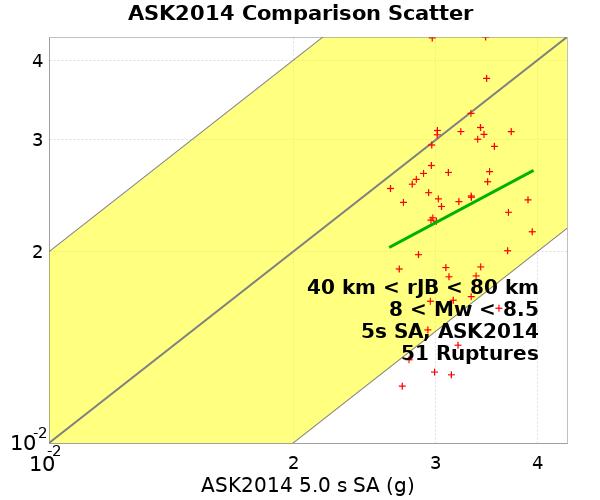 ASK2014 Comparison Scatter
4
3
2
10-2
10-2
2
3
4
40 km < rJB < 80 km
8 < Mw < 8.5
5s SA, ASK2014
51 Ruptures
ASK2014 5.0 s SA (g)